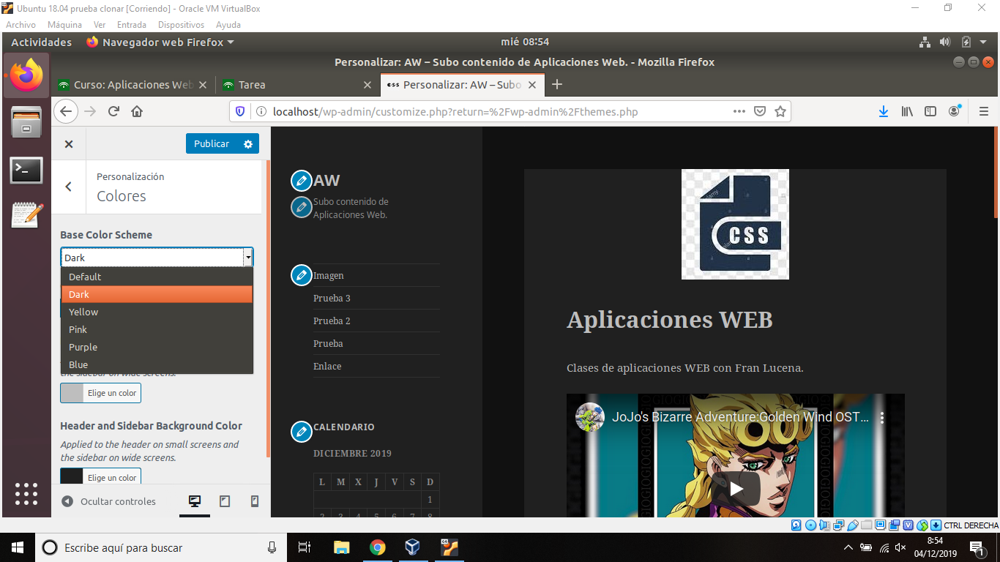 Ubuntu 18.04 prueba clonar [Corriendo] - Oracle VM VirtualBox
Archivo Máquina Ver Entrada Dispositivos Ayuda
Actividades Navegador web Firefox mié 08:54
Personalizar: AW – Subo contenido de Aplicaciones Web. - Mozilla Firefox
Curso: Aplicaciones Web Tarea css Personalizar: AW – Subo
localhost/wp-admin/customize.php?return=%2Fwp-admin%2Fthemes.php
Publicar
Personalización
Colores
Base Color Scheme
Dark
Default
Dark
Yellow
Pink
Purple
Blue
the sidebar on wide screens.
Elige un color
Header and Sidebar Background Color
Applied to the header on small screens and
the sidebar on wide screens.
Elige un color
Ocultar controles
AW
Subo contenido de
Aplicaciones Web.
Imagen
Prueba 3
Prueba 2
Prueba
Enlace
CALENDARIO
DICIEMBRE 2019
L M X J V S D
1
2 3 4 5 6 7 8
CSS
Aplicaciones WEB
Clases de aplicaciones WEB con Fran Lucena.
JoJo's Bizarre Adventure:Golden Wind OST...
CTRL DERECHA
Escribe aquí para buscar
64
8:54
04/12/2019
1